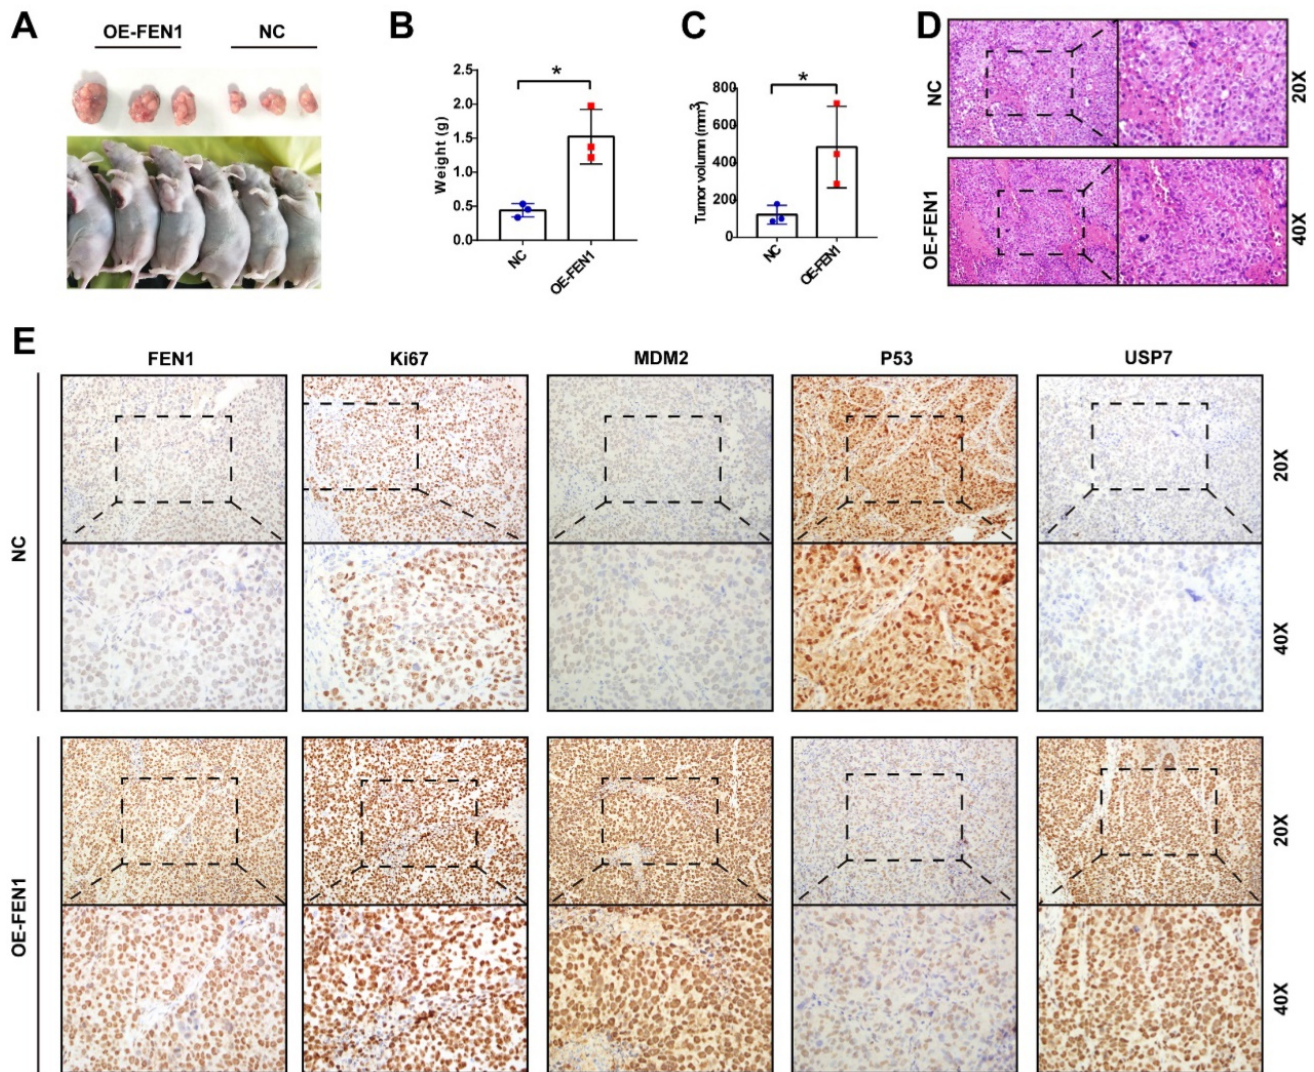 A
OE-FEN1 NC
B
*
Weight (g)
2.5
2.0
1.5
1.0
0.5
0.0
NC
OE-FEN1
C
*
Tumor volumn (mm3)
800
600
400
200
0
NC
OE-FEN1
D
NC
OE-FEN1
20X
40X
E
FEN1 Ki67 MDM2 P53 USP7
NC
20X
40X
OE-FEN1
20X
40X